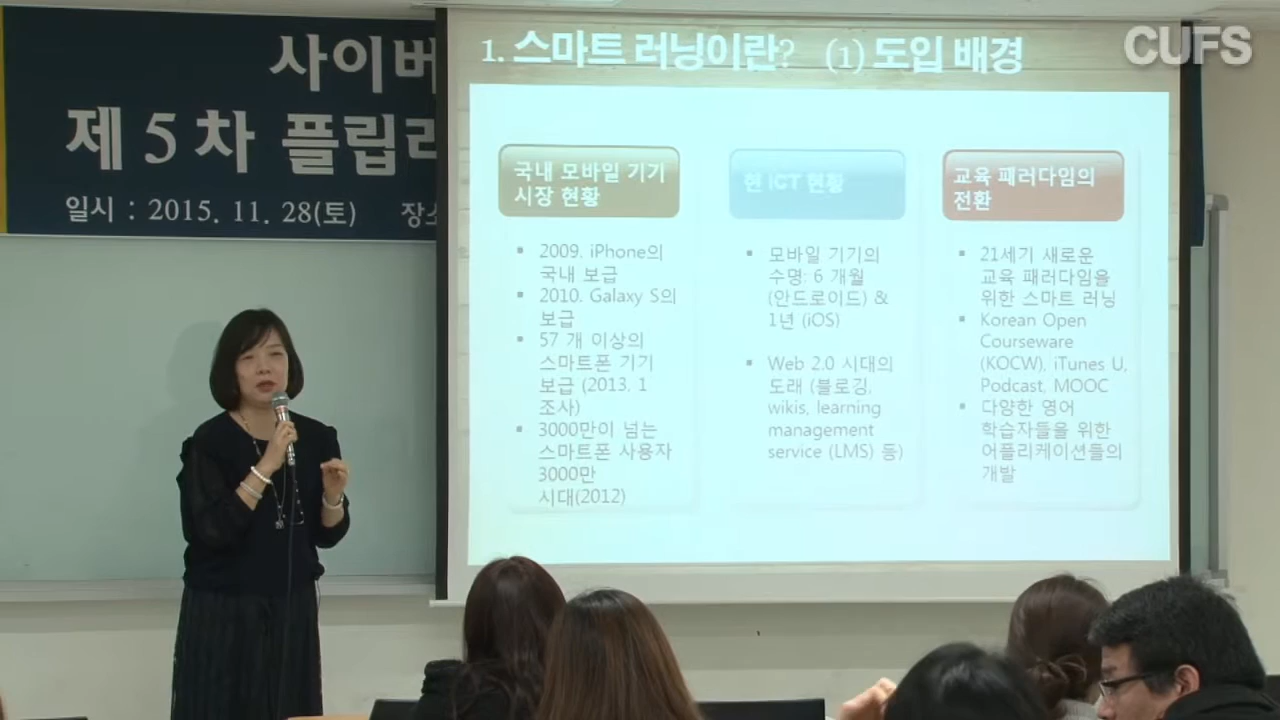 사이버
제 5 차 플립러
일시 : 2015. 11. 28(토) 장소
1. 스마트 러닝이란? (1) 도입 배경
CUFS
국내 모바일 기기
시장 현황
2009. iPhone의
국내 보급
2010. Galaxy S의
보급
57 개 이상의
스마트폰 기기
보급 (2013. 1
조사)
3000만이 넘는
스마트폰 사용자
3000만
시대(2012)
현 ICT 현황
모바일 기기의
수명: 6 개월
(안드로이드) &
1년 (iOS)
Web 2.0 시대의
도래 (블로깅,
wikis, learning
management
service (LMS) 등)
교육 패러다임의
전환
21세기 새로운
교육 패러다임을
위한 스마트 러닝
Korean Open
Courseware
(KOCW), iTunes U,
Podcast, MOOC
다양한 영어
학습자들을 위한
어플리케이션들의
개발